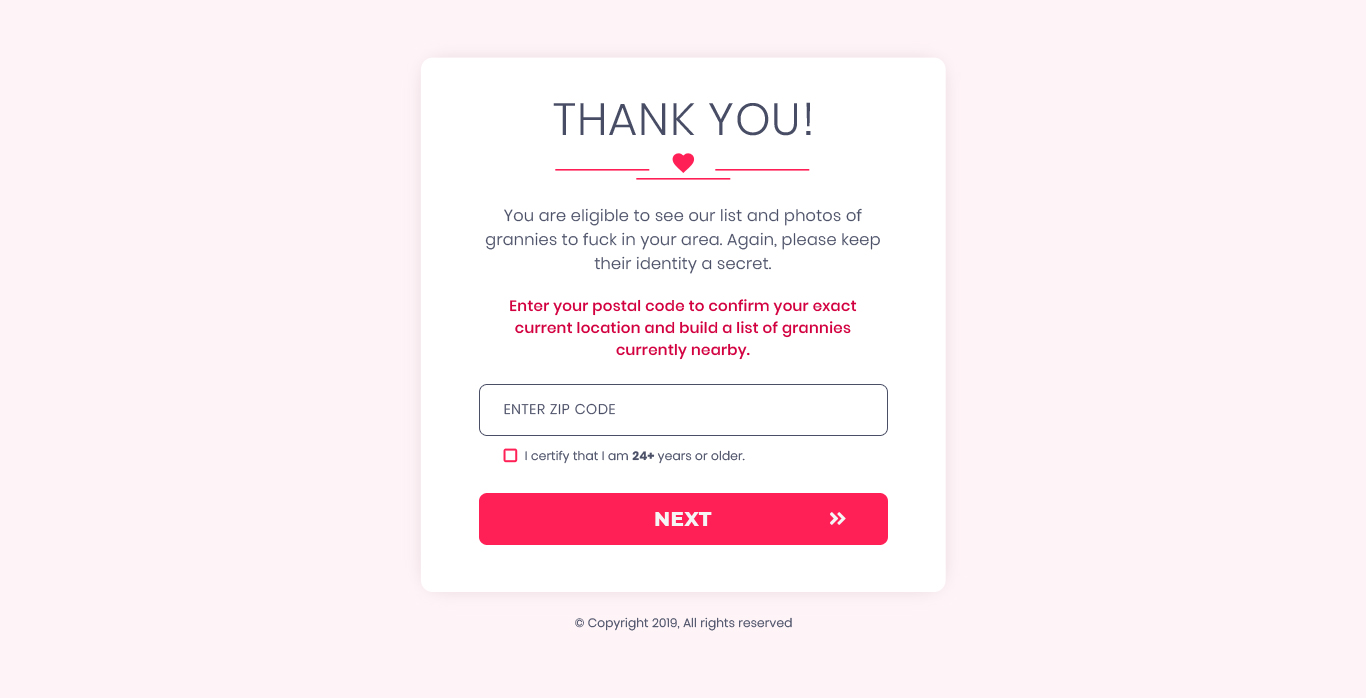 THANK YOU!
You are eligible to see our list and photos of
grannies to fuck in your area. Again, please keep
their identity a secret.
Enter your postal code to confirm your exact
current location and build a list of grannies
currently nearby.
ENTER ZIP CODE
I certify that I am 24+ years or older.
NEXT
© Copyright 2019, All rights reserved